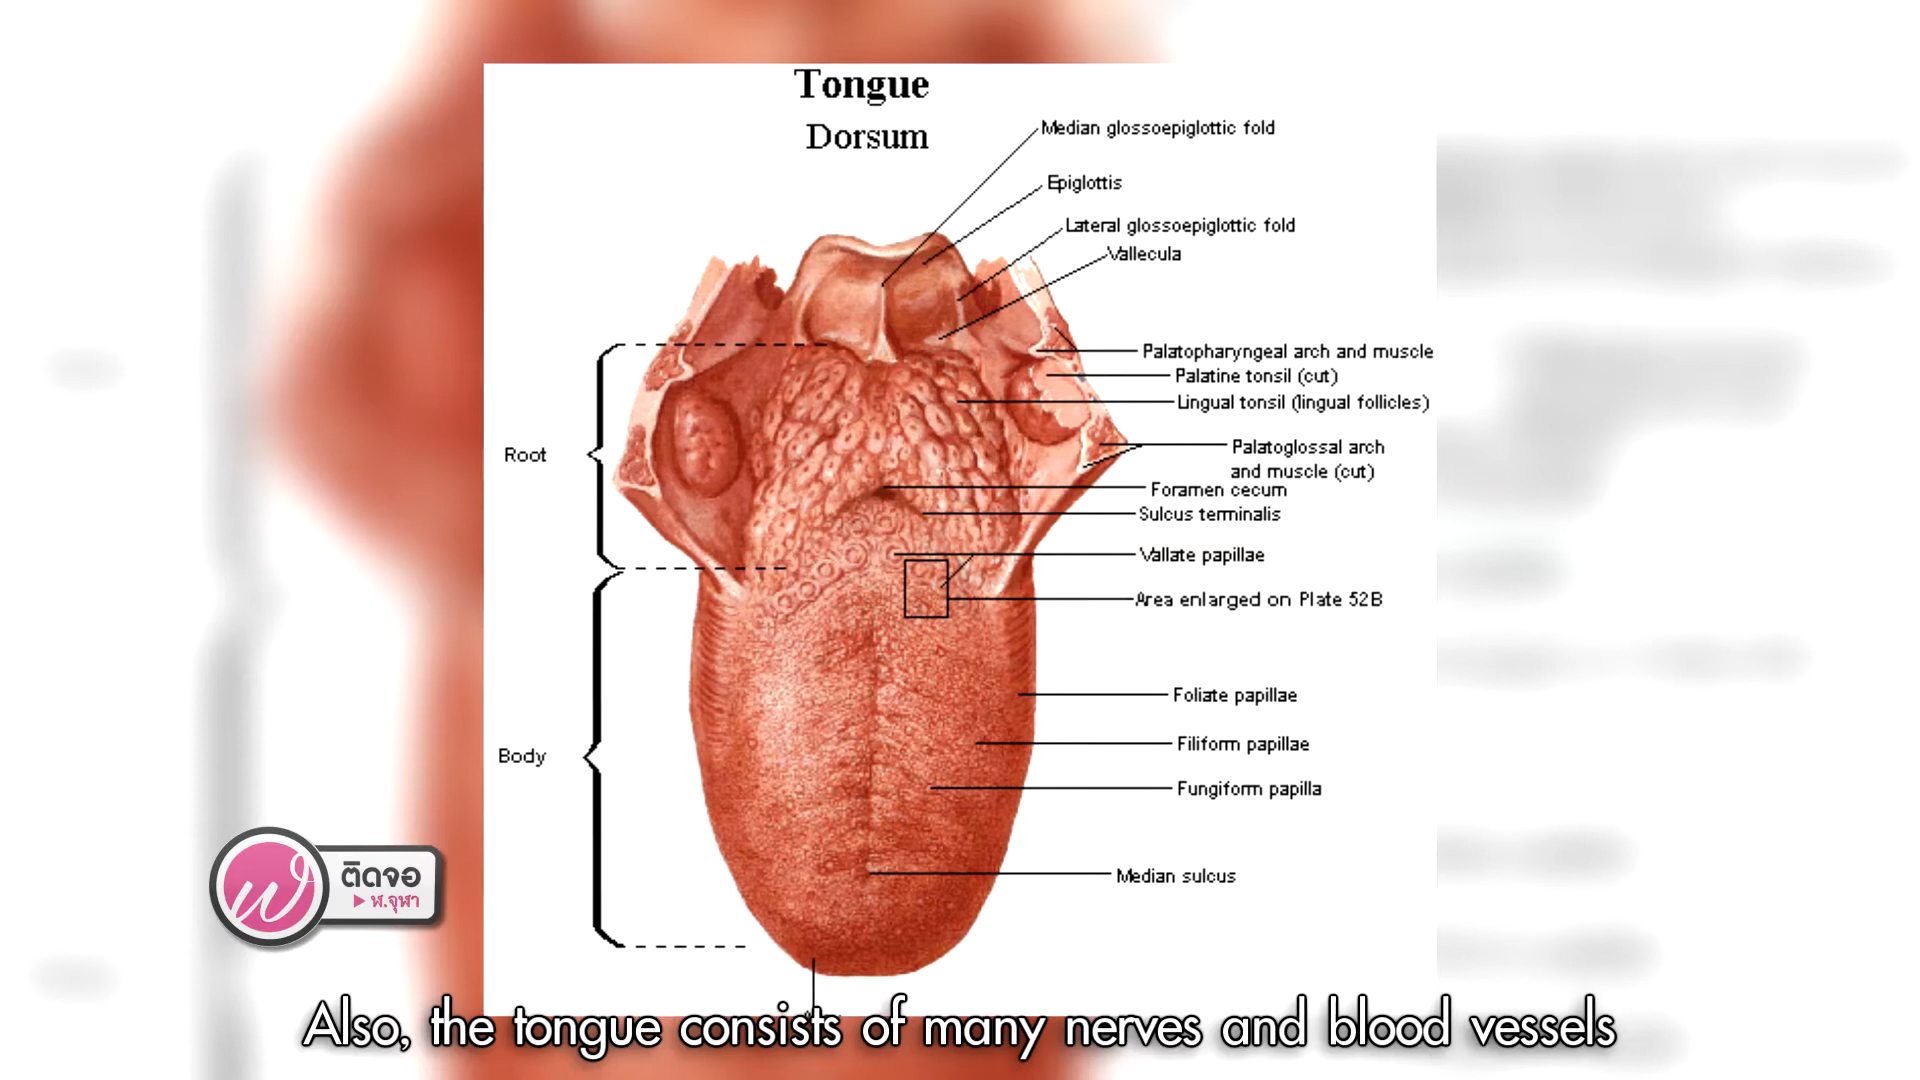 Tongue
Dorsum
Median glossoepiglottic fold
Epiglottis
Lateral glossoepiglottic fold
Vallecula
Palatopharyngeal arch and muscle
Palatine tonsil (cut)
Lingual tonsil (lingual follicles)
Root
Palatoglossal arch
and muscle (cut)
Foramen cecum
Sulcus terminalis
Vallate papillae
Area enlarged on Plate 52B
Foliate papillae
Filiform papillae
Body
Fungiform papilla
Median sulcus
ติดจอ
ฬ.จุฬา
Also, the tongue consists of many nerves and blood vessels